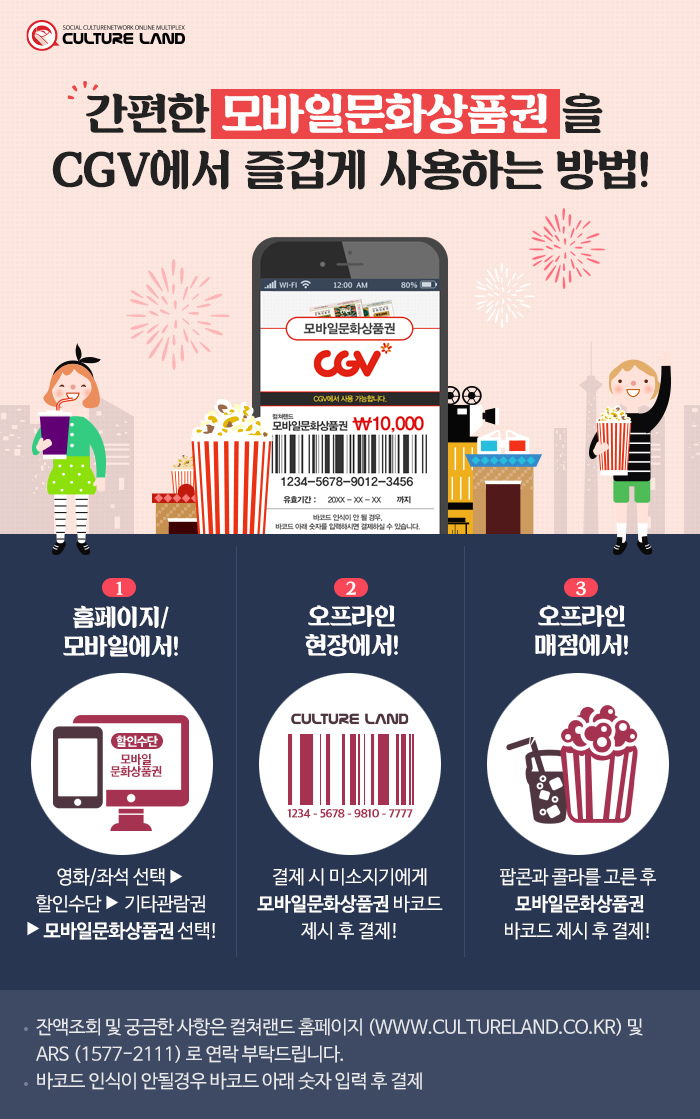 SOCIAL CULTURENETWORK ONLINE MULTIPLEX
CULTURE LAND
간편한 모바일문화상품권을
CGV에서 즐겁게 사용하는 방법!
WI-FI 12:00 AM 80%
모바일문화상품권
CGV
CGV에서 사용 가능합니다.
컬쳐랜드
모바일문화상품권 ₩10,000
1234-5678-9012-3456
유효기간 : 20XX - XX - XX 까지
바코드 인식이 안 될 경우,
바코드 아래 숫자를 입력하시면 결제하실 수 있습니다.
1
홈페이지/
모바일에서!
할인수단
모바일
문화상품권
영화/좌석 선택 ▶
할인수단 ▶ 기타관람권
▶ 모바일문화상품권 선택!
2
오프라인
현장에서!
CULTURE LAND
1234 - 5678 - 9810 - 7777
결제 시 미소지기에게
모바일문화상품권 바코드
제시 후 결제!
3
오프라인
매점에서!
팝콘과 콜라를 고른 후
모바일문화상품권
바코드 제시 후 결제!
• 잔액조회 및 궁금한 사항은 컬쳐랜드 홈페이지 (WWW.CULTURELAND.CO.KR) 및
ARS (1577-2111) 로 연락 부탁드립니다.
• 바코드 인식이 안될경우 바코드 아래 숫자 입력 후 결제